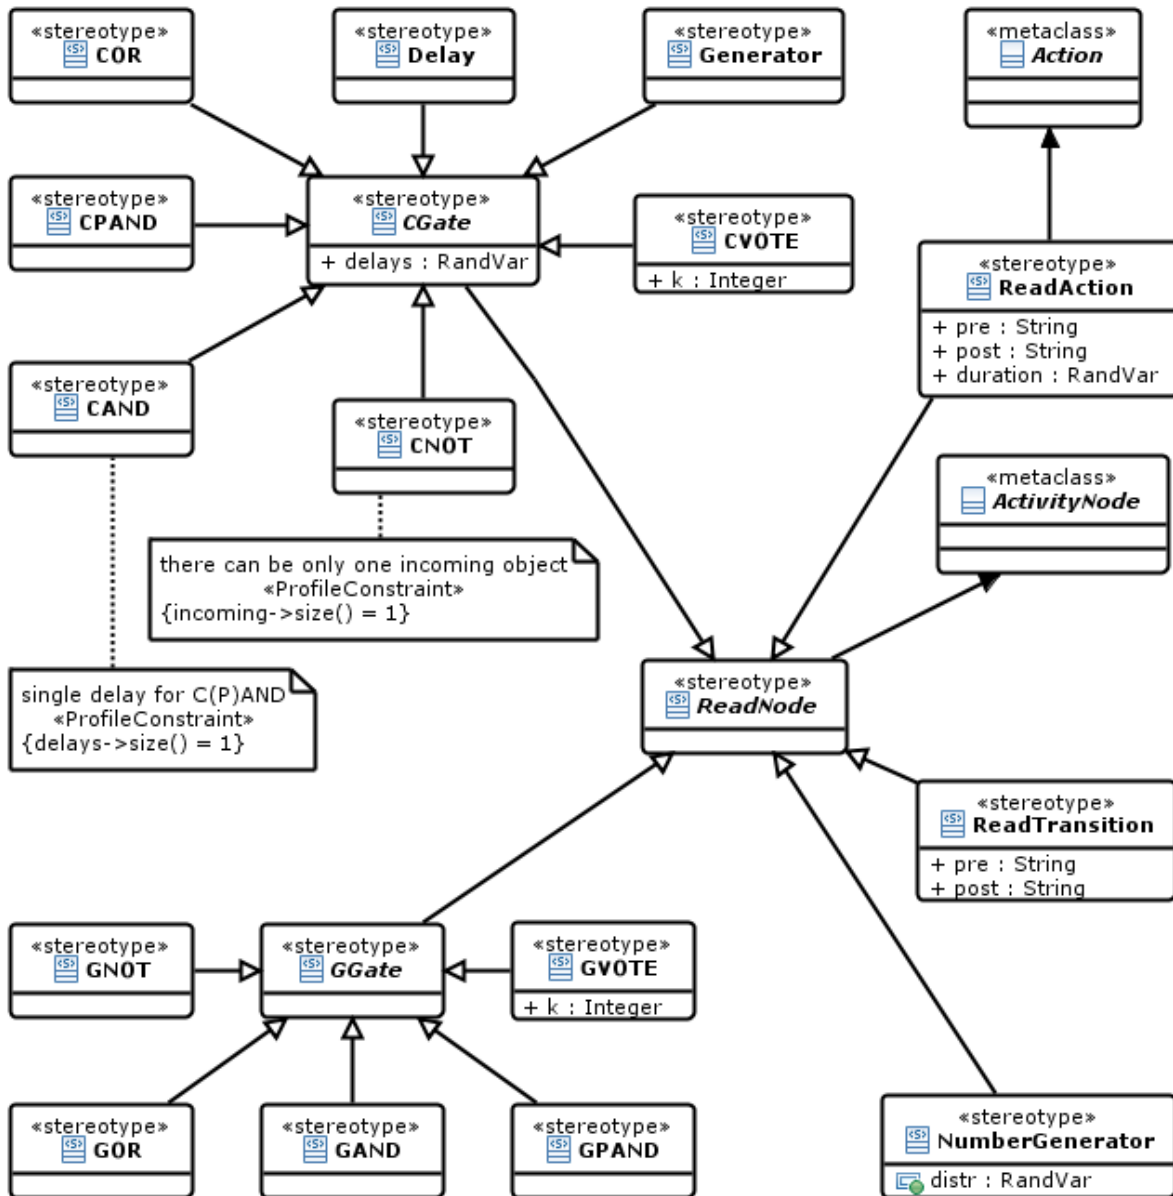 «stereotype»
COR
«stereotype»
Delay
«stereotype»
Generator
«metaclass»
Action
«stereotype»
CPAND
«stereotype»
CGate
+ delays : RandVar
«stereotype»
CVOTE
+ k : Integer
«stereotype»
ReadAction
+ pre : String
+ post : String
+ duration : RandVar
«stereotype»
CAND
«stereotype»
CNOT
«metaclass»
ActivityNode
there can be only one incoming object
«ProfileConstraint»
{incoming->size() = 1}
single delay for C(P)AND
«ProfileConstraint»
{delays->size() = 1}
«stereotype»
ReadNode
«stereotype»
ReadTransition
+ pre : String
+ post : String
«stereotype»
GNOT
«stereotype»
GGate
«stereotype»
GVOTE
+ k : Integer
«stereotype»
GOR
«stereotype»
GAND
«stereotype»
GPAND
«stereotype»
NumberGenerator
distr : RandVar